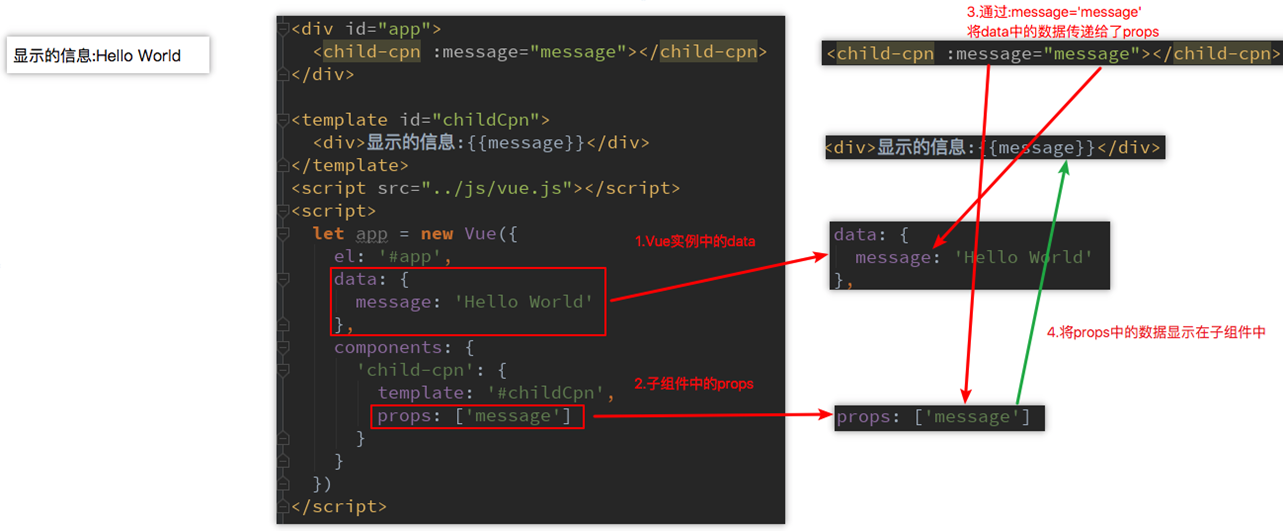 显示的信息:Hello World
<div id="app">
  <child-cpn :message="message"></child-cpn>
</div>
<template id="childCpn">
  <div>显示的信息:{{message}}</div>
</template>
<script src="../js/vue.js"></script>
<script>
  let app = new Vue({
    el: '#app',
    data: {
      message: 'Hello World'
    },
    components: {
      'child-cpn': {
        template: '#childCpn',
        props: ['message']
      }
    }
  })
</script>
1.Vue实例中的data
2.子组件中的props
3.通过:message='message'
将data中的数据传递给了props
<child-cpn :message="message"></child-cpn>
<div>显示的信息:{{message}}</div>
data: {
  message: 'Hello World'
},
4.将props中的数据显示在子组件中
props: ['message']